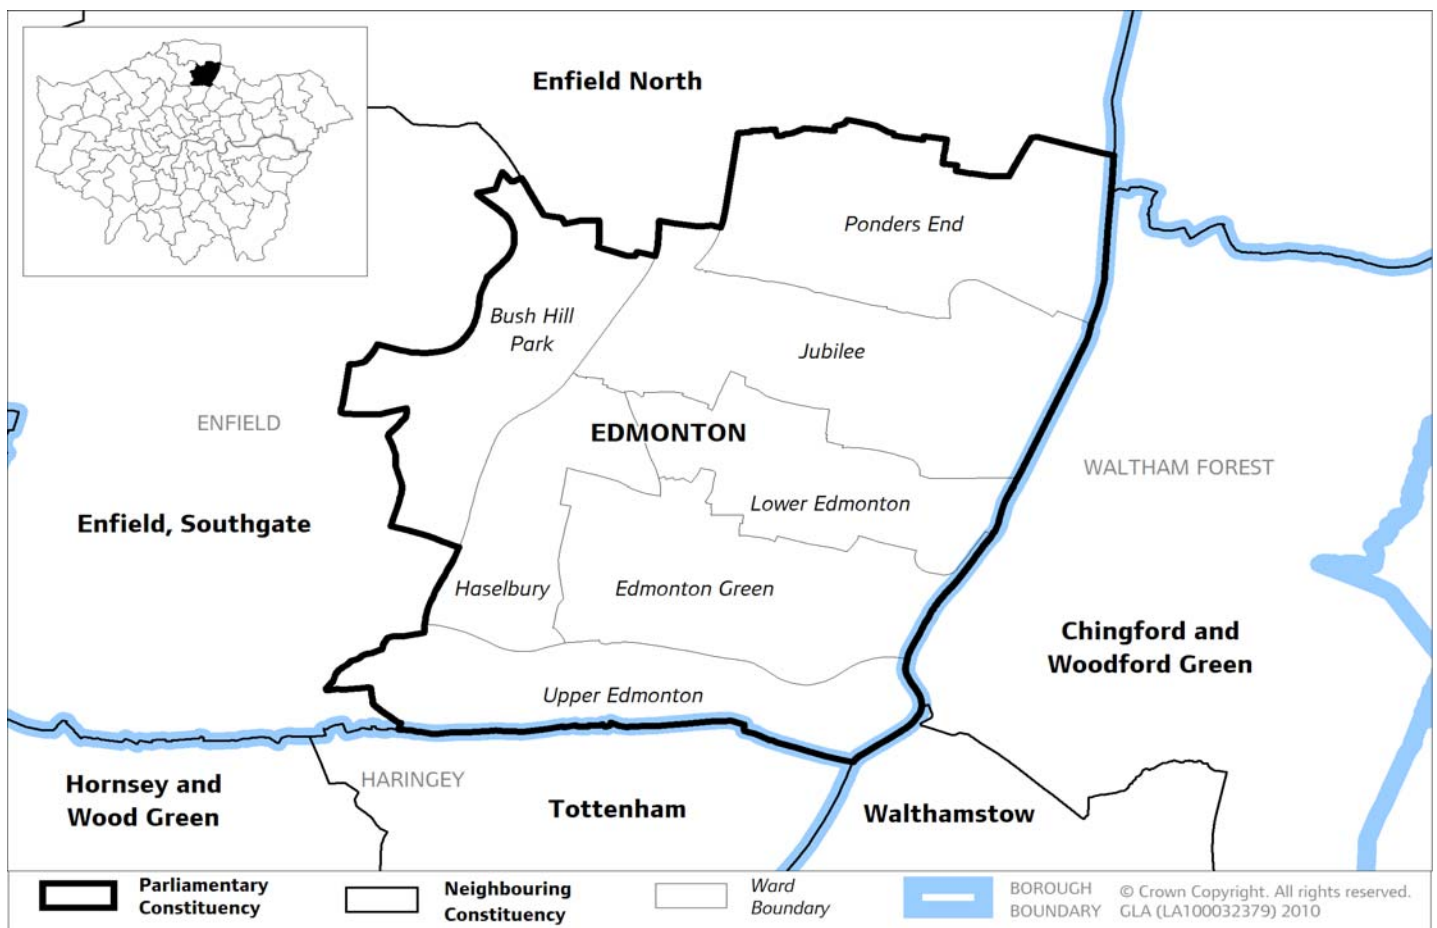 Enfield North
Ponders End
Bush Hill
Park
Jubilee
ENFIELD
EDMONTON
WALTHAM FOREST
Lower Edmonton
Enfield, Southgate
Haselbury
Edmonton Green
Chingford and
Woodford Green
Upper Edmonton
HARINGEY
Hornsey and
Wood Green
Tottenham
Walthamstow
Parliamentary
Constituency
Neighbouring
Constituency
Ward
Boundary
BOROUGH
BOUNDARY
© Crown Copyright. All rights reserved.
GLA (LA100032379) 2010